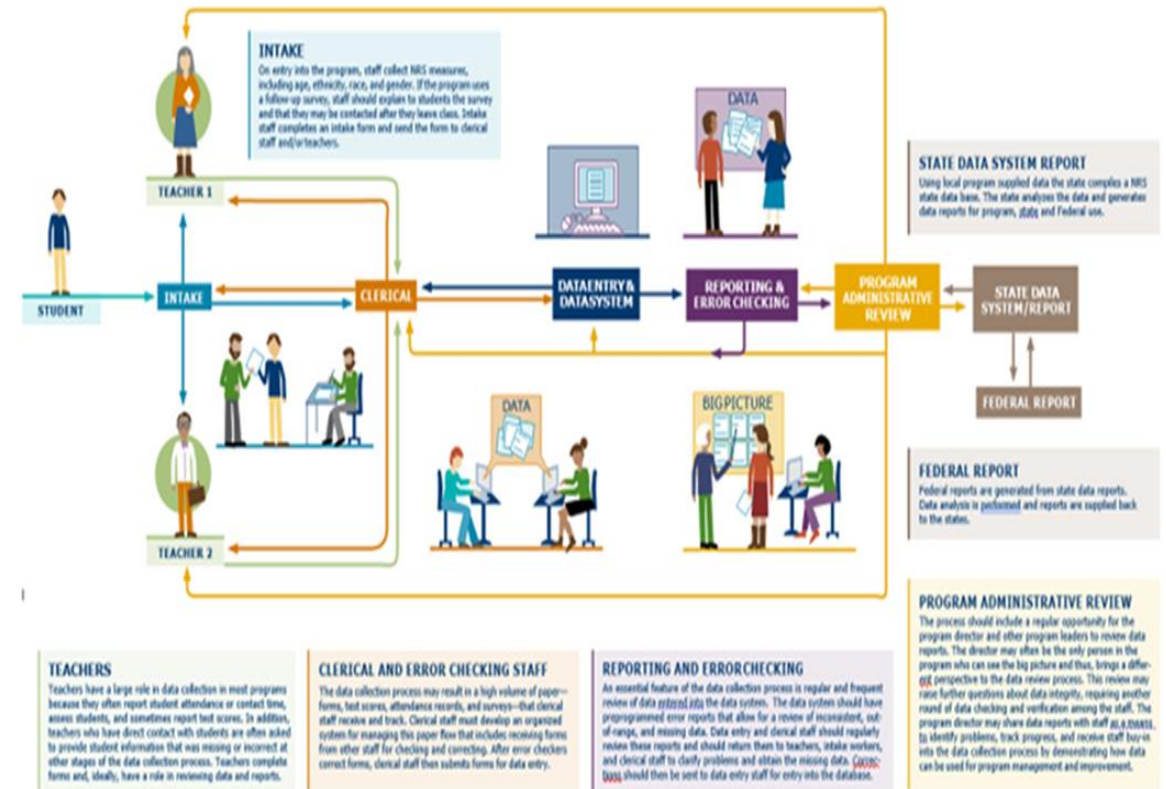 INTAKE
On entry into the program, staff collect NRS measures,
including age, ethnicity, race, and gender. If the program uses
a follow-up survey, staff should explain to students the survey
and that they may be contacted after they leave class. Intake
staff completes an intake form and send the form to clerical
staff and/orteachers.
TEACHER 1
STUDENT
INTAKE
CLERICAL
DATAENTRY&
DATASYSTEM
DATA
REPORTING &
ERROR CHECKING
PROGRAM
ADMINISTRATIVE
REVIEW
STATE DATA SYSTEM REPORT
Using local program supplied data the state compiles a NRS
state data base. The state analyzes the data and generates
data reports for program, state and Federal use.
STATE DATA
SYSTEM/REPORT
FEDERAL REPORT
DATA
BIGPICTURE
FEDERAL REPORT
Federal reports are generated from state data reports.
Data analysis is performed and reports are supplied back
to the states.
TEACHER 2
TEACHERS
Teachers have a large role in data collection in most programs
because they often report student attendance or contact time,
assess students, and sometimes report test scores. In addition,
teachers who have direct contact with students are often asked
to provide student information that was missing or incorrect at
other stages of the data collection process. Teachers complete
forms and, ideally, have a role in reviewing data and reports.
CLERICAL AND ERROR CHECKING STAFF
The data collection process may result in a high volume of paper—
forms, test scores, attendance records, and surveys—that clerical
staff receive and track. Clerical staff must develop an organized
system for managing this paper flow that includes receiving forms
from other staff for checking and correcting. After error checkers
correct forms, clerical staff then submits forms for data entry.
REPORTING AND ERRORCHECKING
An essential feature of the data collection process is regular and frequent
review of data entered into the data system. The data system should have
preprogrammed error reports that allow for a review of inconsistent, out-
of-range, and missing data. Data entry and clerical staff should regularly
review these reports and should return them to teachers, intake workers,
and clerical staff to clarify problems and obtain the missing data. Correc-
tions should then be sent to data entry staff for entry into the database.
PROGRAM ADMINISTRATIVE REVIEW
The process should include a regular opportunity for the
program director and other program leaders to review data
reports. The director may often be the only person in the
program who can see the big picture and thus, brings a differ-
ent perspective to the data review process. This review may
raise further questions about data integrity, requiring another
round of data checking and verification among the staff. The
program director may share data reports with staff as a means
to identify problems, track progress, and receive staff buy-in
into the data collection process by demonstrating how data
can be used for program management and improvement.